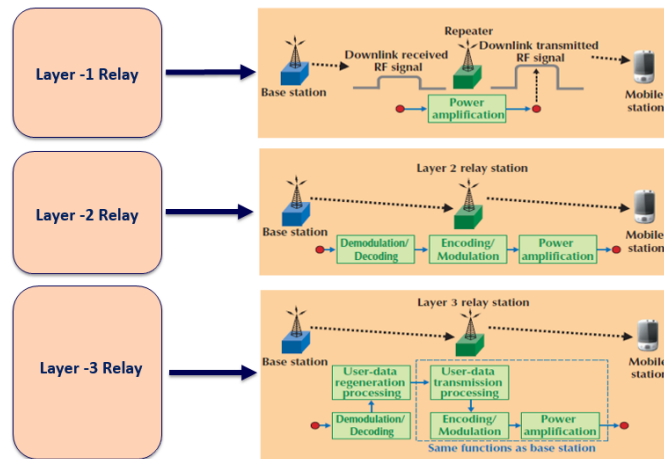 Layer -1 Relay
Repeater
Downlink received
RF signal
Downlink transmitted
RF signal
Base station
Power
amplification
Mobile
station
Layer -2 Relay
Layer 2 relay station
Base station
Mobile
station
Demodulation/
Decoding
Encoding/
Modulation
Power
amplification
Layer -3 Relay
Layer 3 relay station
Base station
Mobile
station
User-data
regeneration
processing
User-data
transmission
processing
Demodulation/
Decoding
Encoding/
Modulation
Power
amplification
Same functions as base station